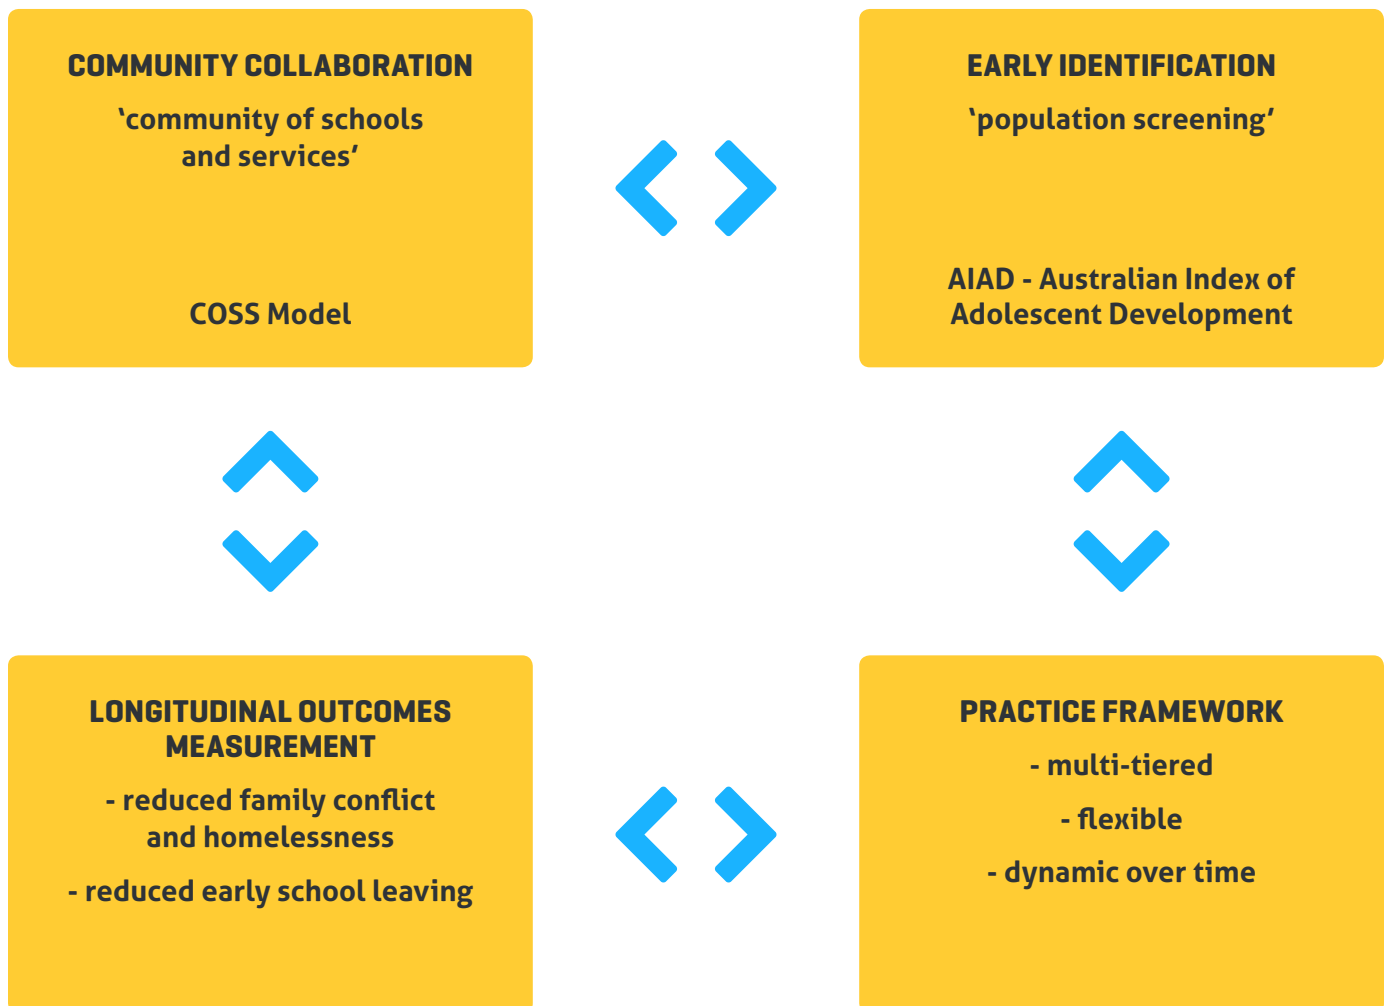 COMMUNITY COLLABORATION
‘community of schools
and services’
COSS Model
EARLY IDENTIFICATION
‘population screening’
AIAD - Australian Index of
Adolescent Development
LONGITUDINAL OUTCOMES
MEASUREMENT
- reduced family conflict
and homelessness
- reduced early school leaving
PRACTICE FRAMEWORK
- multi-tiered
- flexible
- dynamic over time